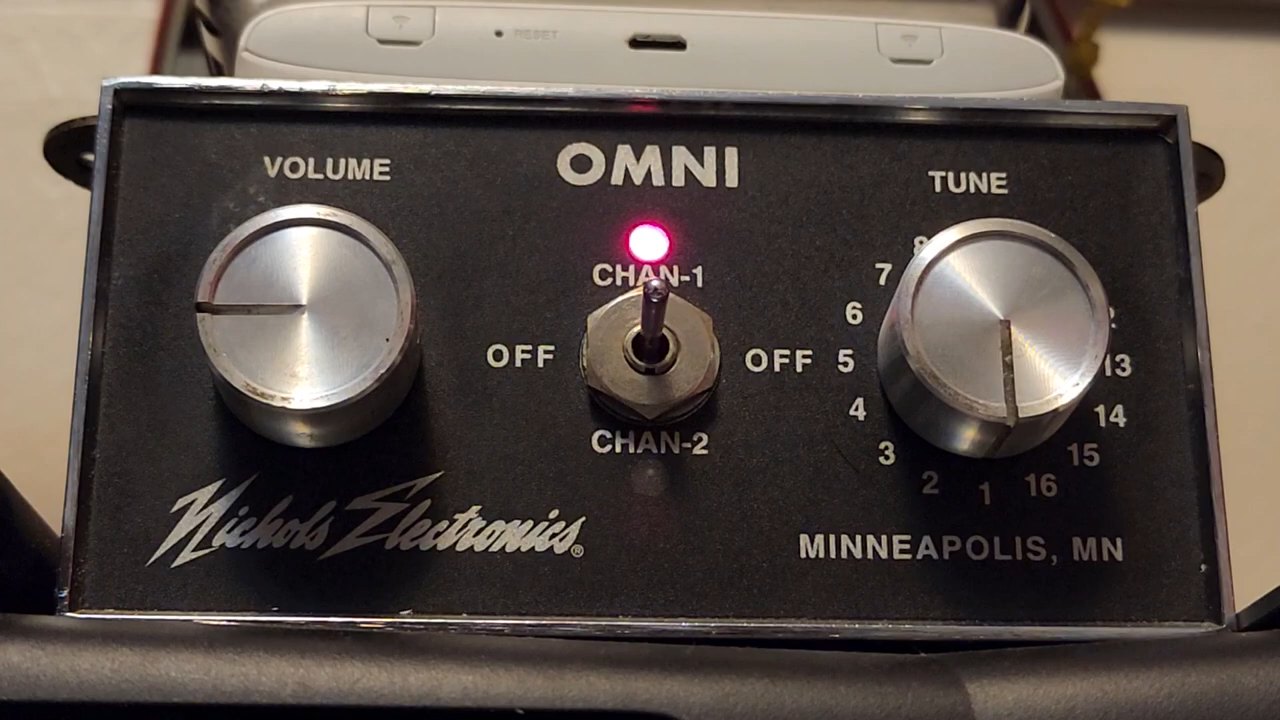 RESET
VOLUME
OMNI
TUNE
CHAN-1
OFF
OFF
CHAN-2
8
7
6
5
4
3
2
1
16
15
14
13
Nichols Electronics®
MINNEAPOLIS, MN